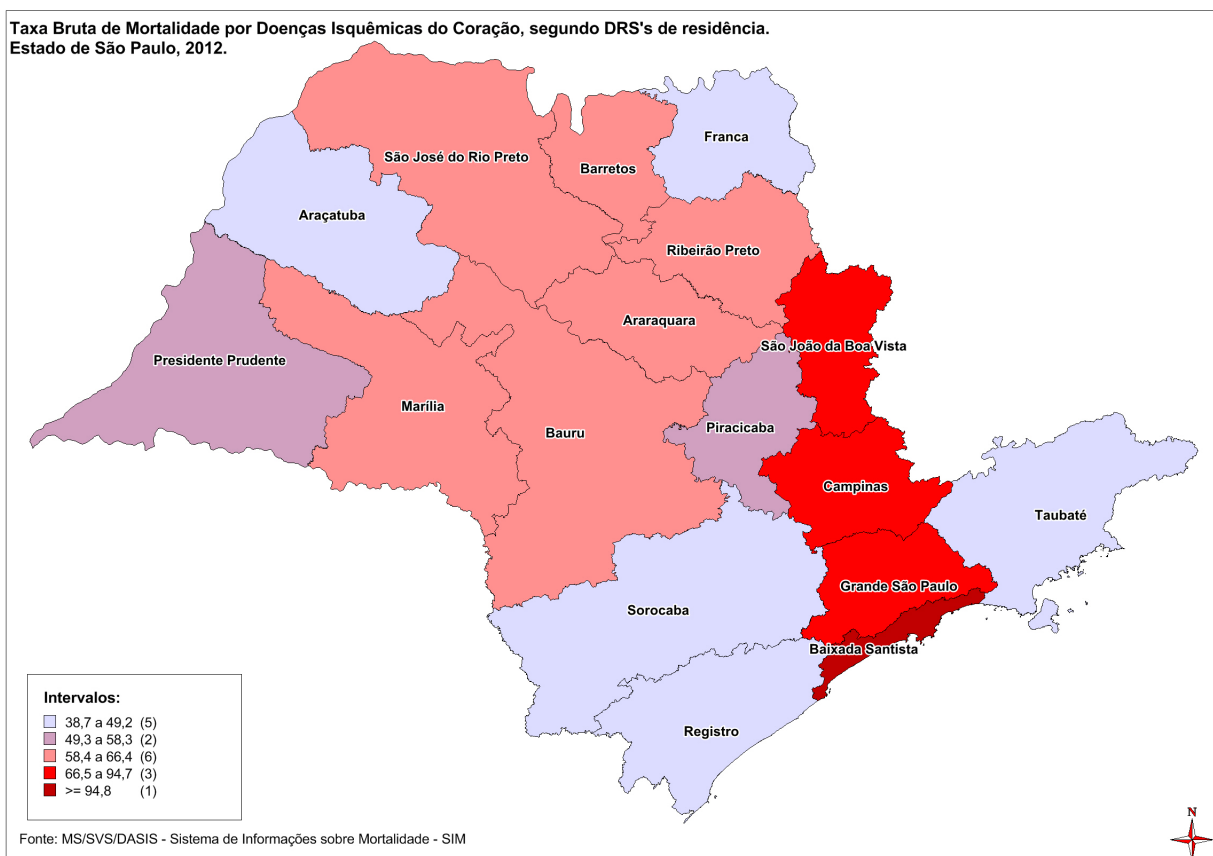 Taxa Bruta de Mortalidade por Doenças Isquêmicas do Coração, segundo DRS's de residência.
Estado de São Paulo, 2012.
Franca
São José do Rio Preto
Barretos
Araçatuba
Ribeirão Preto
Araraquara
São João da Boa Vista
Presidente Prudente
Marília
Piracicaba
Bauru
Campinas
Taubaté
Grande São Paulo
Sorocaba
Baixada Santista
Registro
Intervalos:
38,7 a 49,2 (5)
49,3 a 58,3 (2)
58,4 a 66,4 (6)
66,5 a 94,7 (3)
>= 94,8 (1)
Fonte: MS/SVS/DASIS - Sistema de Informações sobre Mortalidade - SIM
N